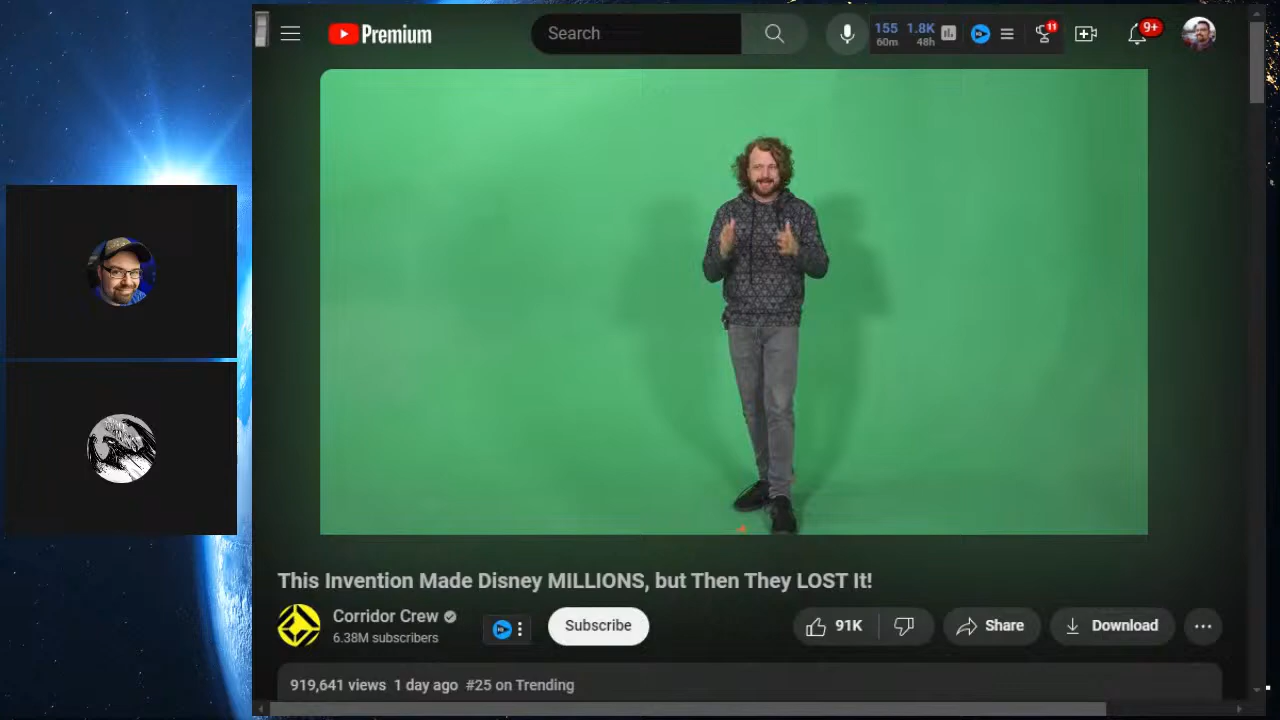 Premium
Search
155 1.8K
60m 48h
11
9+
This Invention Made Disney MILLIONS, but Then They LOST It!
Corridor Crew
6.38M subscribers
Subscribe
91K
Share
Download
919,641 views 1 day ago #25 on Trending